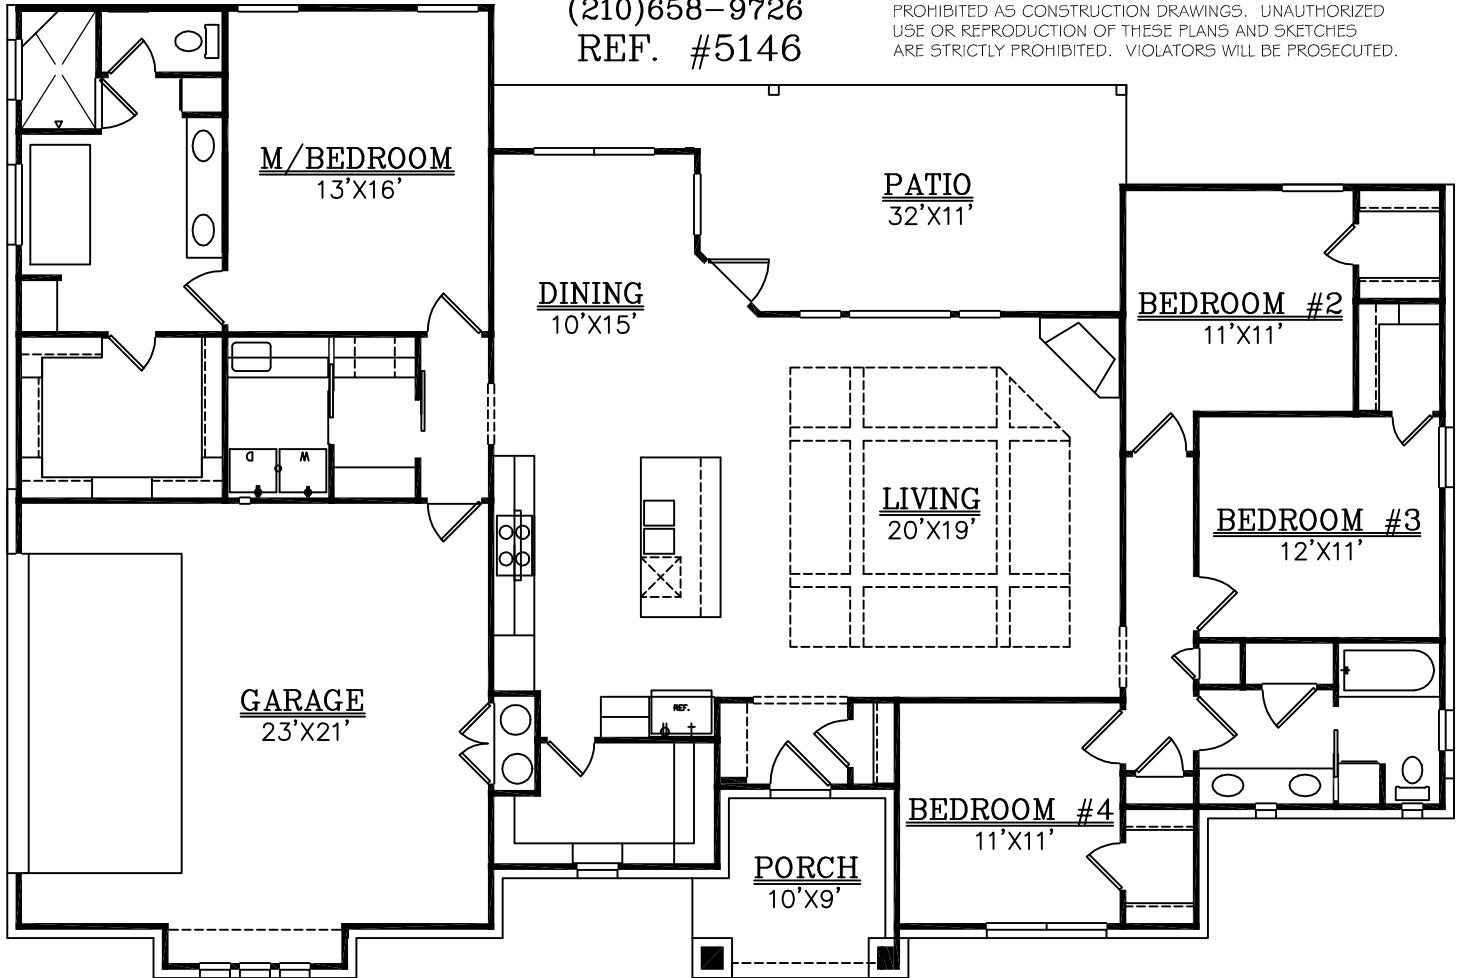 (210)658-9726
REF. #5146
PROHIBITED AS CONSTRUCTION DRAWINGS. UNAUTHORIZED
USE OR REPRODUCTION OF THESE PLANS AND SKETCHES
ARE STRICTLY PROHIBITED. VIOLATORS WILL BE PROSECUTED.
M/BEDROOM
13'X16'
PATIO
32'X11'
DINING
10'X15'
BEDROOM #2
11'X11'
D
W
LIVING
20'X19'
BEDROOM #3
12'X11'
GARAGE
23'X21'
REF.
BEDROOM #4
11'X11'
PORCH
10'X9'